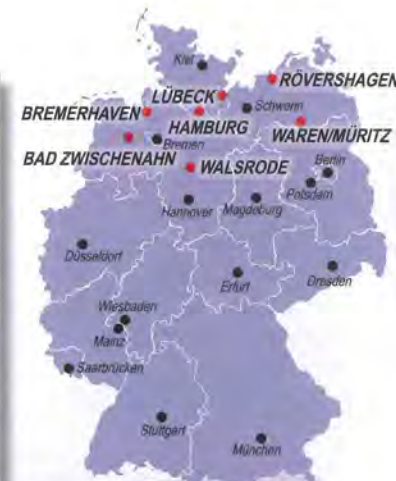 Kiel
RÖVERSHAGEN
LÜBECK
Schwerin
BREMERHAVEN
HAMBURG
WAREN/MÜRITZ
Bremen
BAD ZWISCHENAHN
Berlin
WALSRODE
Potsdam
Hannover
Magdeburg
Düsseldorf
Erfurt
Dresden
Wiesbaden
Mainz
Saarbrücken
Stuttgart
München